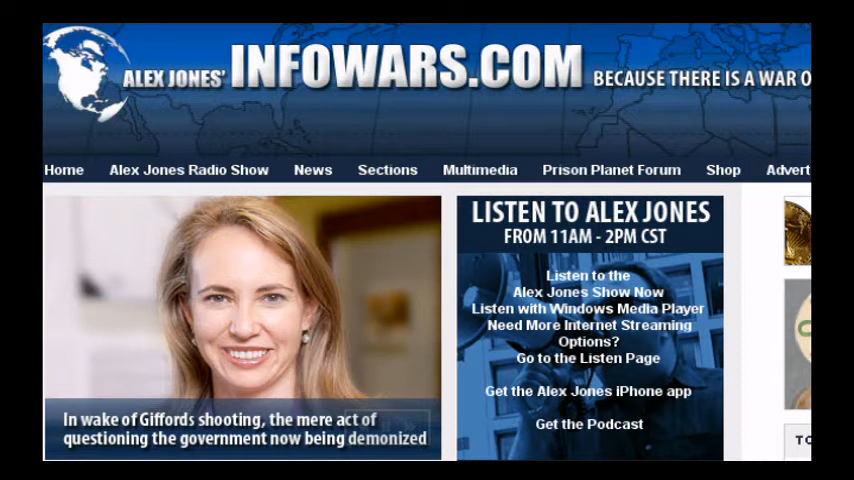 ALEX JONES' INFOWARS.COM BECAUSE THERE IS A WAR O
Home Alex Jones Radio Show News Sections Multimedia Prison Planet Forum Shop Advert
LISTEN TO ALEX JONES
FROM 11AM - 2PM CST
Listen to the
Alex Jones Show Now
Listen with Windows Media Player
Need More Internet Streaming
Options?
Go to the Listen Page
Get the Alex Jones iPhone app
Get the Podcast
In wake of Giffords shooting, the mere act of
questioning the government now being demonized
TO